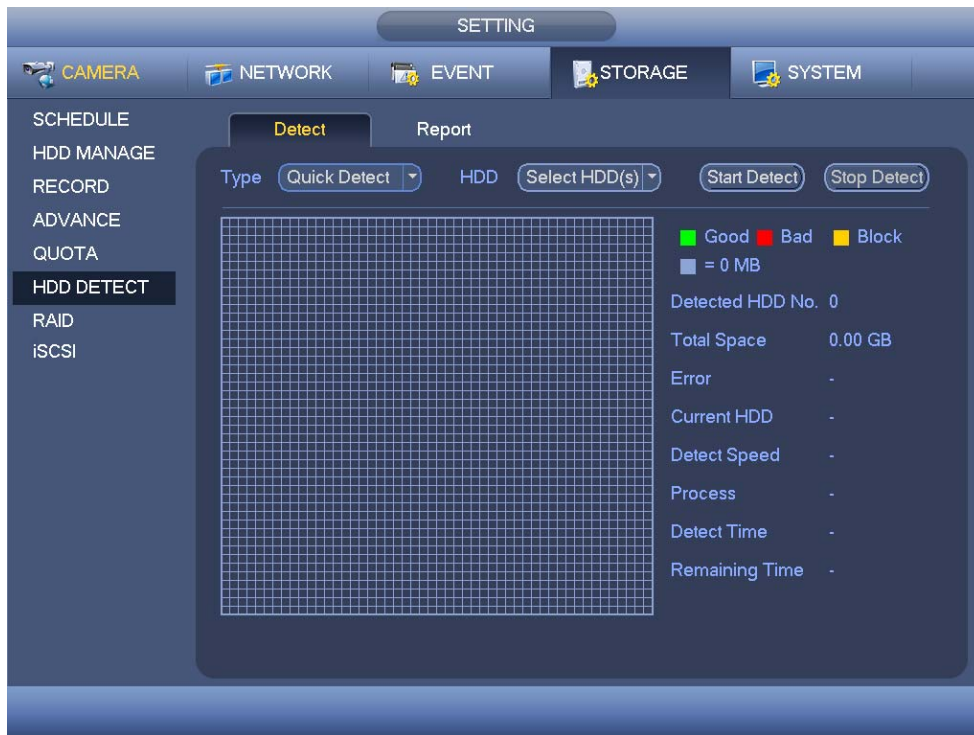 SETTING
CAMERA NETWORK EVENT STORAGE SYSTEM
SCHEDULE
HDD MANAGE
RECORD
ADVANCE
QUOTA
HDD DETECT
RAID
iSCSI
Detect Report
Type Quick Detect HDD Select HDD(s) Start Detect Stop Detect
Good Bad Block
= 0 MB
Detected HDD No. 0
Total Space 0.00 GB
Error -
Current HDD -
Detect Speed -
Process -
Detect Time -
Remaining Time -